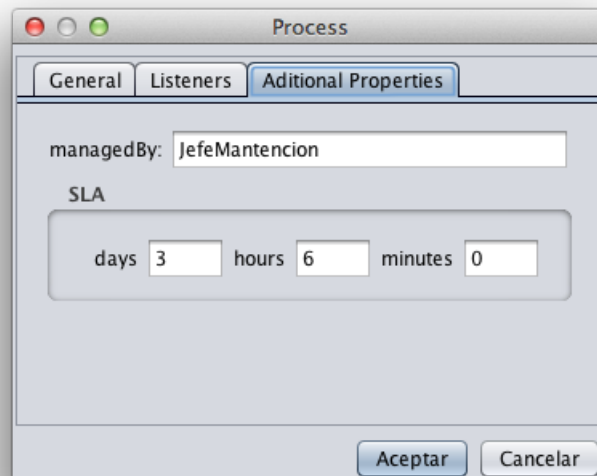 Process
General Listeners Aditional Properties
managedBy: JefeMantencion
SLA
days 3 hours 6 minutes 0
Aceptar Cancelar